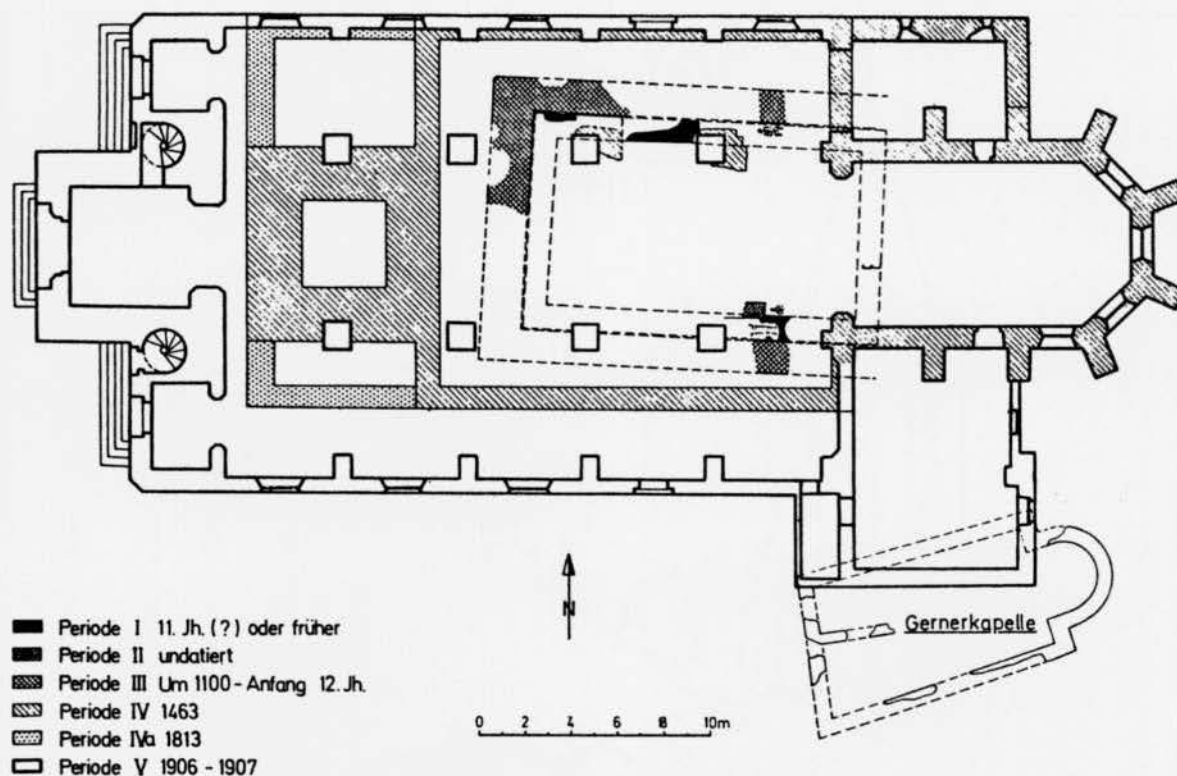 Periode I 11. Jh. (?) oder früher
Periode II undatiert
Periode III Um 1100 - Anfang 12. Jh.
Periode IV 1463
Periode IVa 1813
Periode V 1906 - 1907
N
0 2 4 6 8 10m
Gernerkapelle